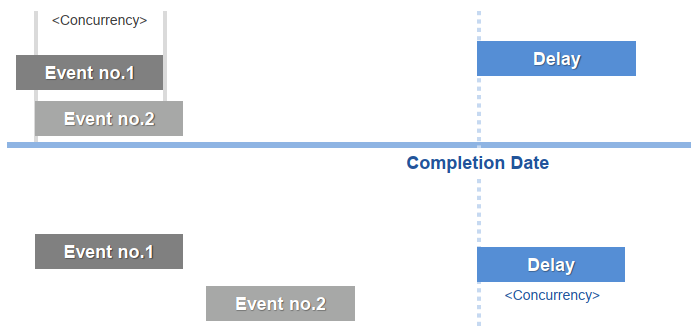 <Concurrency>
Event no.1
Delay
Event no.2
Completion Date
Event no.1
Delay
Event no.2
<Concurrency>